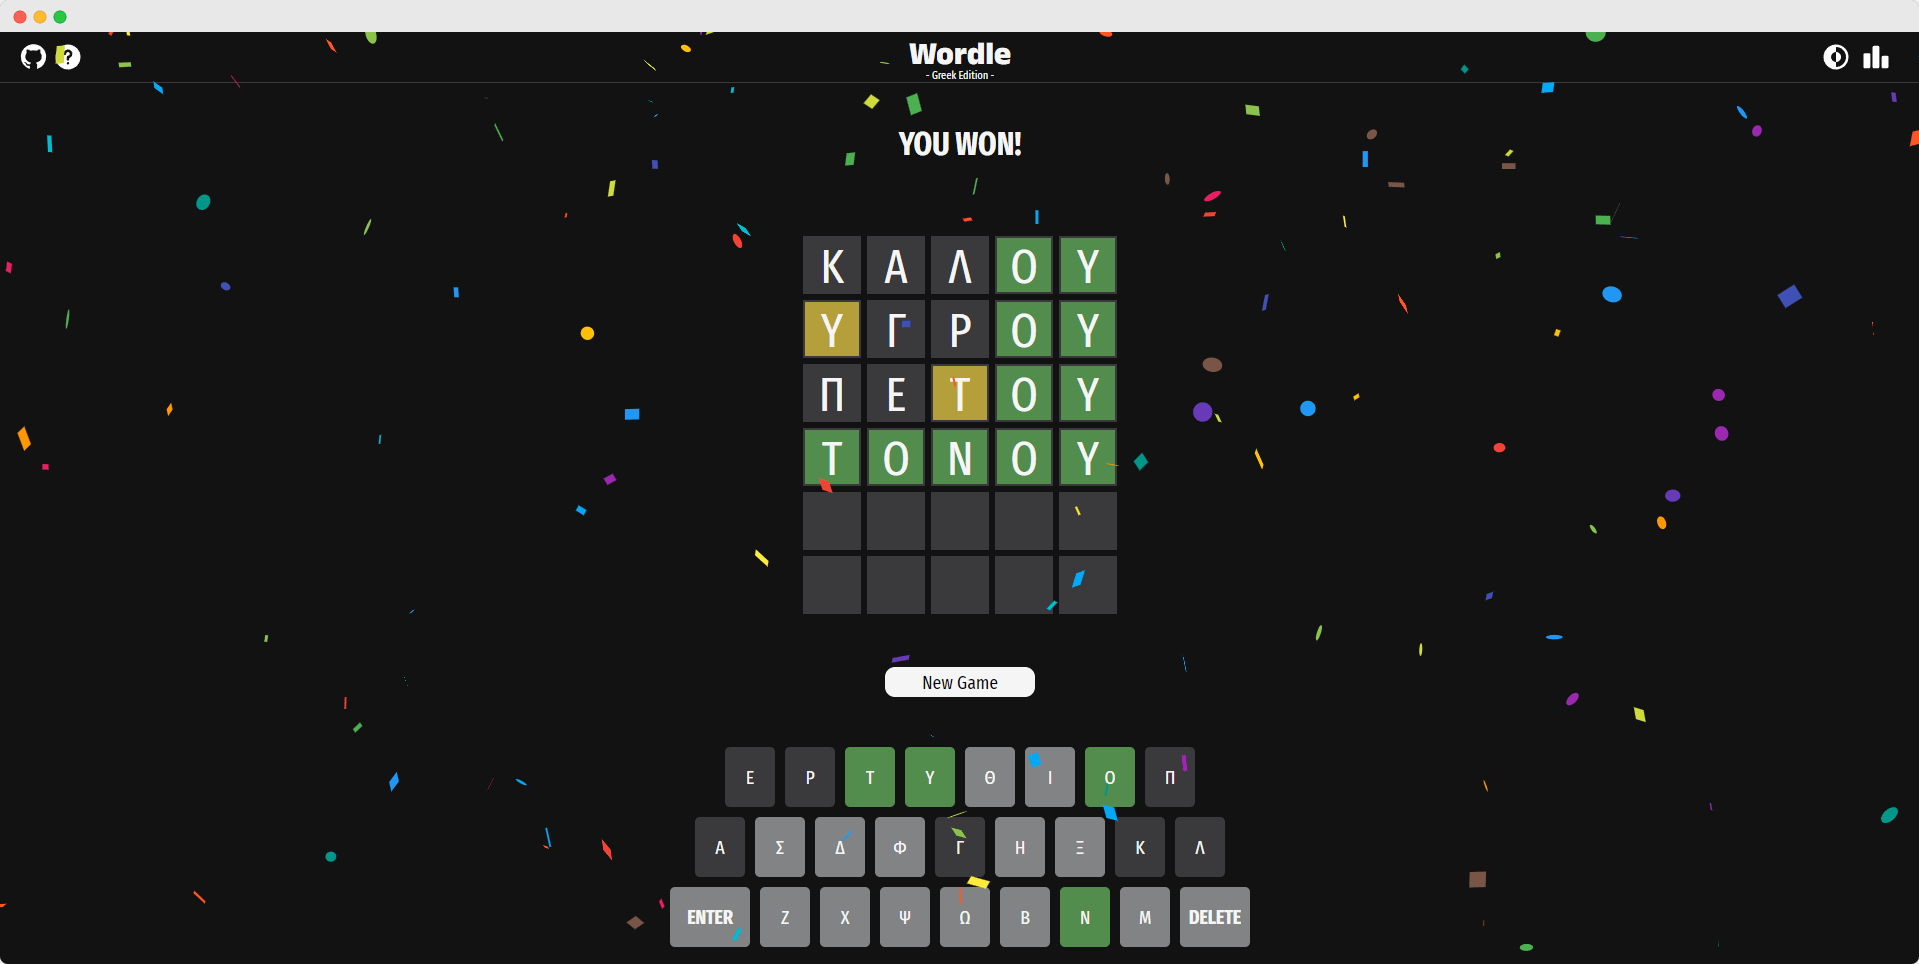 ?
Wordle
- Greek Edition -
YOU WON!
Κ Α Λ Ο Υ
Υ Γ Ρ Ο Υ
Π Ε Τ Ο Υ
Τ Ο Ν Ο Υ
New Game
Ε Ρ Τ Υ Θ Ι Ο Π
Α Σ Δ Φ Γ Η Ξ Κ Λ
ENTER Ζ Χ Ψ Ω Β Ν Μ DELETE